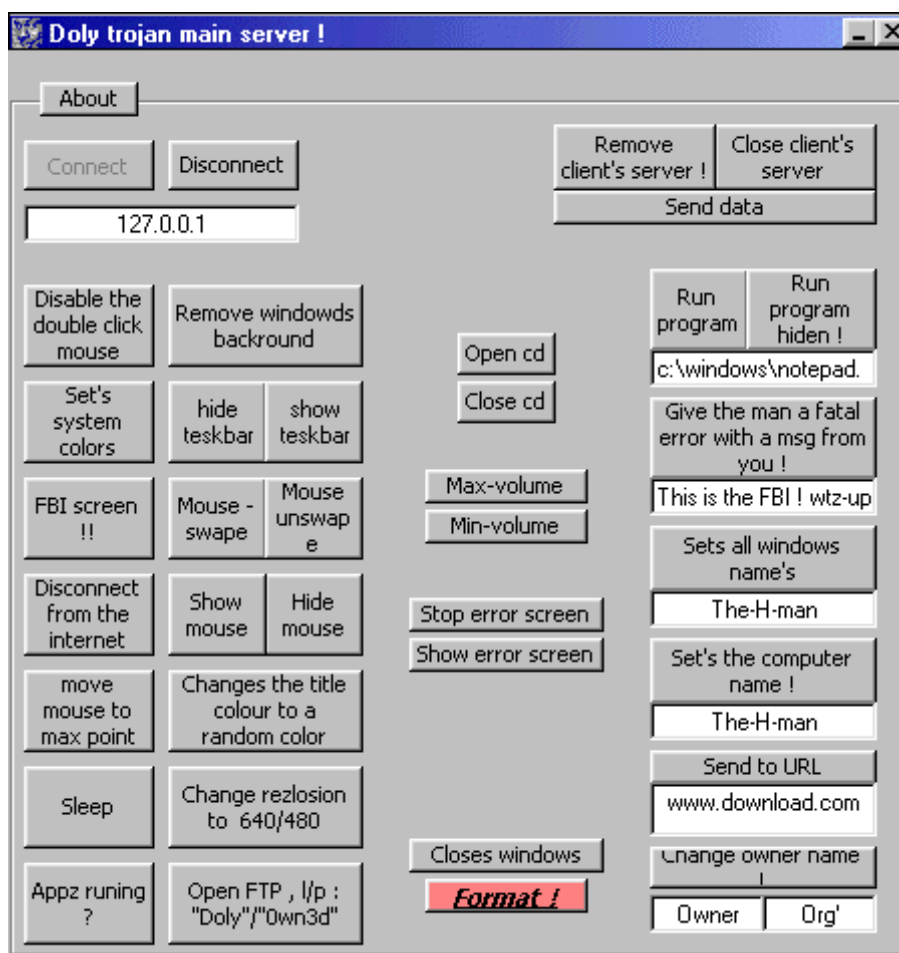 Doly trojan main server !
About
Connect
Disconnect
Remove
client's server !
Close client's
server
Send data
127.0.0.1
Disable the
double click
mouse
Remove windowds
backround
Open cd
Close cd
Run
program
Run
program
hiden !
c:\windows\notepad.
Set's
system
colors
hide
teskbar
show
teskbar
Give the man a fatal
error with a msg from
you !
This is the FBI ! wtz-up
FBI screen
!!
Mouse -
swape
Mouse
unswap
e
Max-volume
Min-volume
Sets all windows
name's
The-H-man
Disconnect
from the
internet
Show
mouse
Hide
mouse
Stop error screen
Show error screen
Set's the computer
name !
The-H-man
move
mouse to
max point
Changes the title
colour to a
random color
Send to URL
www.download.com
Sleep
Change rezlosion
to 640/480
Closes windows
Format !
Change owner name
!
Owner
Org'
Appz runing
?
Open FTP , l/p :
"Doly"/"0wn3d"